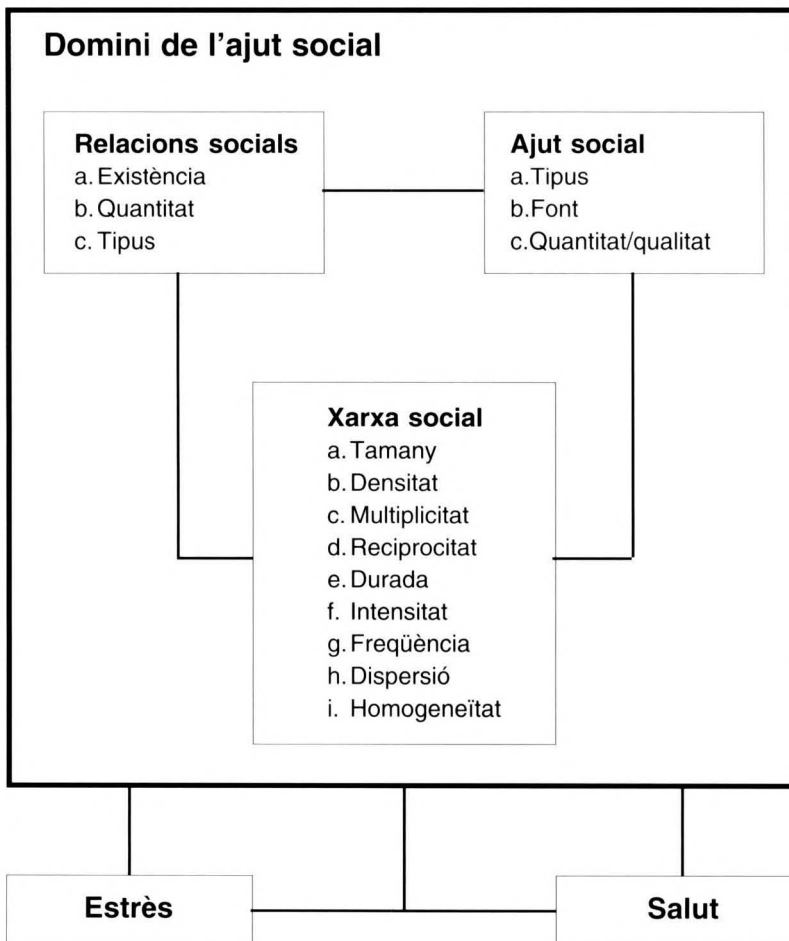 Domini de l'ajut social
Relacions socials
a. Existència
b. Quantitat
c. Tipus
Ajut social
a. Tipus
b. Font
c. Quantitat/qualitat
Xarxa social
a. Tamany
b. Densitat
c. Multiplicitat
d. Reciprocitat
e. Durada
f. Intensitat
g. Freqüència
h. Dispersió
i. Homogeneïtat
Estrès
Salut